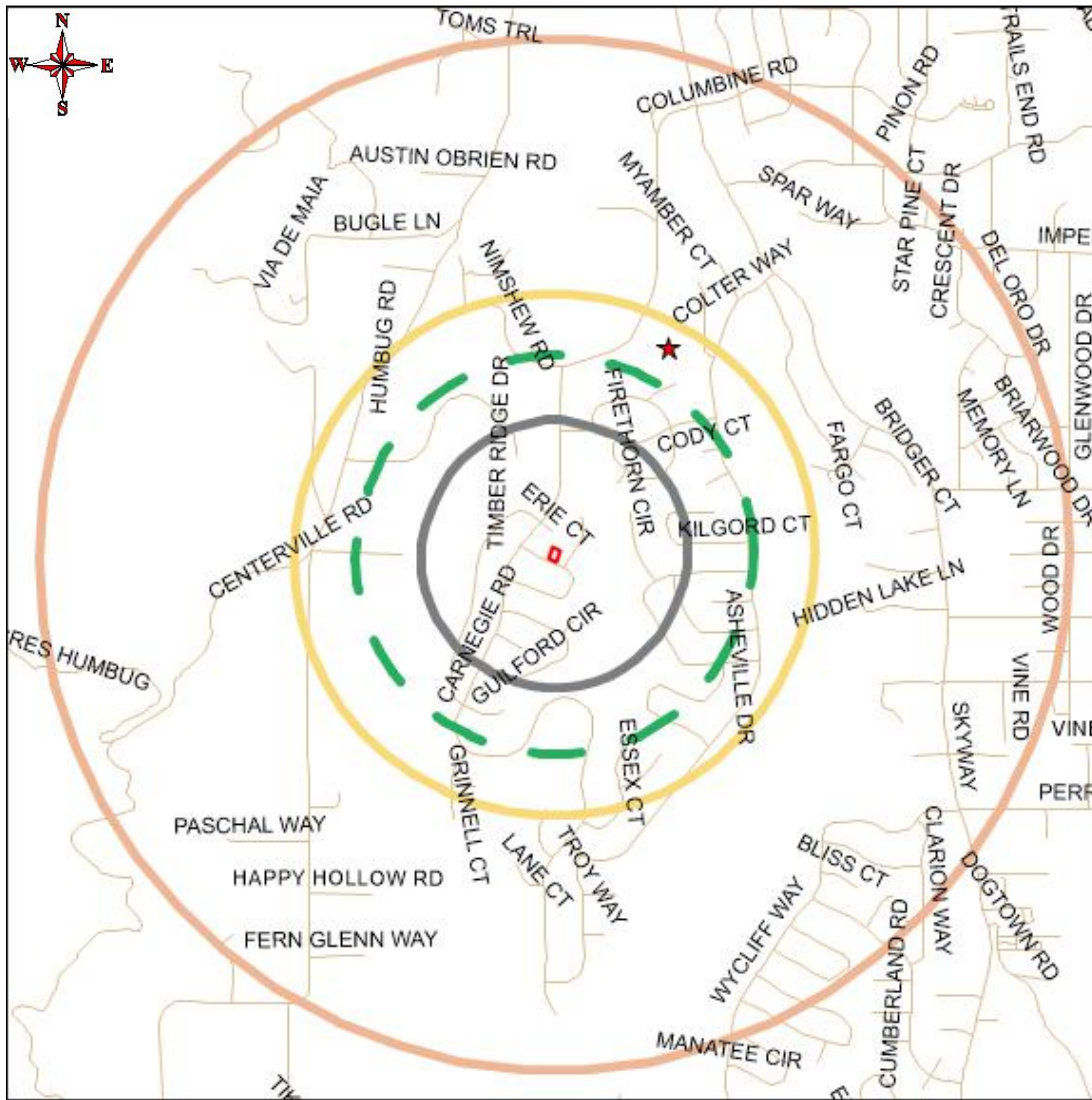 TOMS TRL
N
W E
S
COLUMBINE RD
PINON RD
TRAILS END RD
AUSTIN OBRIEN RD
MYAMBER CT
SPAR WAY
STAR PINE CT
CRESCENT DR
VIA DE MAIA
BUGLE LN
IMPE
NIMSHEW RD
COLTER WAY
DEL ORO DR
HUMBUG RD
GLENWOOD DR
TIMBER RIDGE DR
FIRETHORN CIR
CODY CT
FARGO CT
BRIDGER CT
MEMORY LN
BRIARWOOD DR
CENTERVILLE RD
ERIE CT
KILGORD CT
WOOD DR
HIDDEN LAKE LN
CARNEGIE RD
GUILFORD CIR
ASHEVILLE DR
RES HUMBUG
VINE RD
SKYWAY
VINE
ESSEX CT
GRINNELL CT
PERR
PASCHAL WAY
LANE CT
TROY WAY
BLISS CT
CLARION WAY
DOGTOWN RD
HAPPY HOLLOW RD
WYCLIFF WAY
CUMBERLAND RD
FERN GLENN WAY
MANATEE CIR